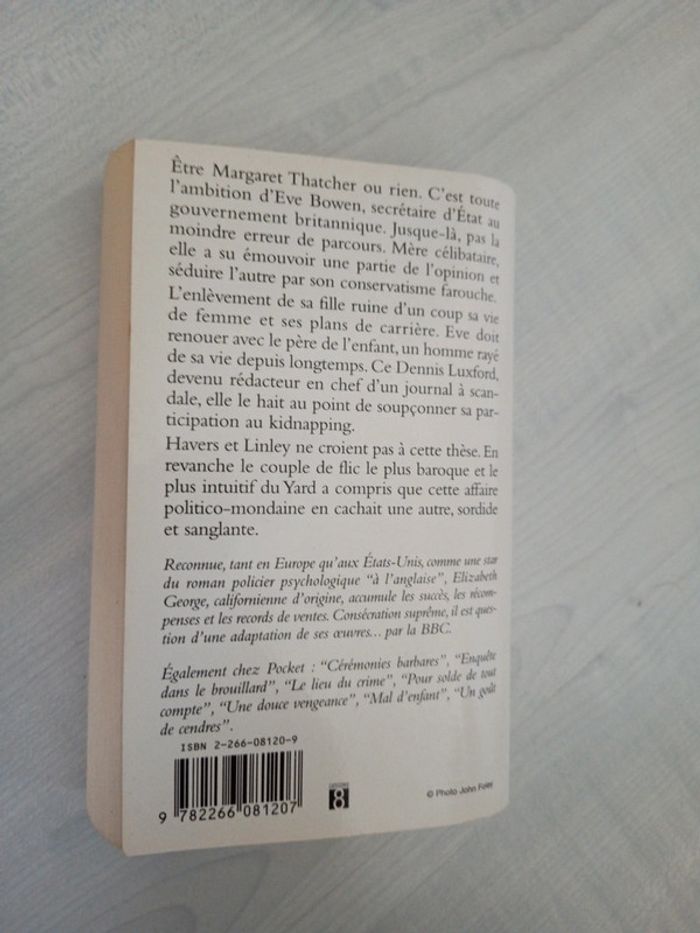 Être Margaret Thatcher ou rien. C'est toute
l'ambition d'Eve Bowen, secrétaire d'État au
gouvernement britannique. Jusque-là, pas la
moindre erreur de parcours. Mère célibataire,
elle a su émouvoir une partie de l'opinion et
séduire l'autre par son conservatisme farouche.
L'enlèvement de sa fille ruine d'un coup sa vie
de femme et ses plans de carrière. Eve doit
renouer avec le père de l'enfant, un homme rayé
de sa vie depuis longtemps. Ce Dennis Luxford,
devenu rédacteur en chef d'un journal à scan-
dale, elle le hait au point de soupçonner sa par-
ticipation au kidnapping.
Havers et Linley ne croient pas à cette thèse. En
revanche le couple de flic le plus baroque et le
plus intuitif du Yard a compris que cette affaire
politico-mondaine en cachait une autre, sordide
et sanglante.
Reconnue, tant en Europe qu'aux États-Unis, comme une star
du roman policier psychologique "à l'anglaise", Elizabeth
George, californienne d'origine, accumule les succès, les récom-
penses et les records de ventes. Consécration suprême, il est ques-
tion d'une adaptation de ses œuvres... par la BBC.
Également chez Pocket : "Cérémonies barbares", "Enquête
dans le brouillard", "Le lieu du crime", "Pour solde de tout
compte", "Une douce vengeance", "Mal d'enfant", "Un goût
de cendres".
ISBN 2-266-08120-9
9 782266 081207
8
© Photo John